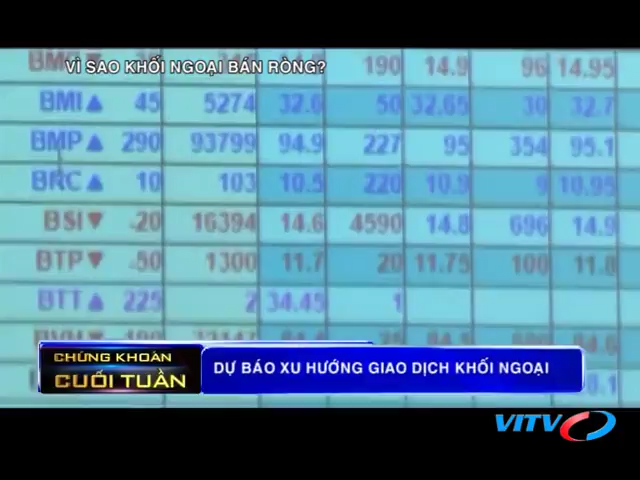 VÌ SAO KHỐI NGOẠI BÁN RÒNG?
190 14.9 96 14.95
BMI▲ 45 5274 32.6 50 32.65 30 32.7
BMP▲ 290 93799 94.9 227 95 354 95.1
BRC▲ 10 103 10.5 220 10.9 9 10.95
BSI▼ -20 16394 14.6 4590 14.8 696 14.9
BTP▼ -50 1300 11.7 20 11.75 100 11.8
BTT▲ 225 2 34.45 1
CHỨNG KHOÁN
CUỐI TUẦN
DỰ BÁO XU HƯỚNG GIAO DỊCH KHỐI NGOẠI
VITV